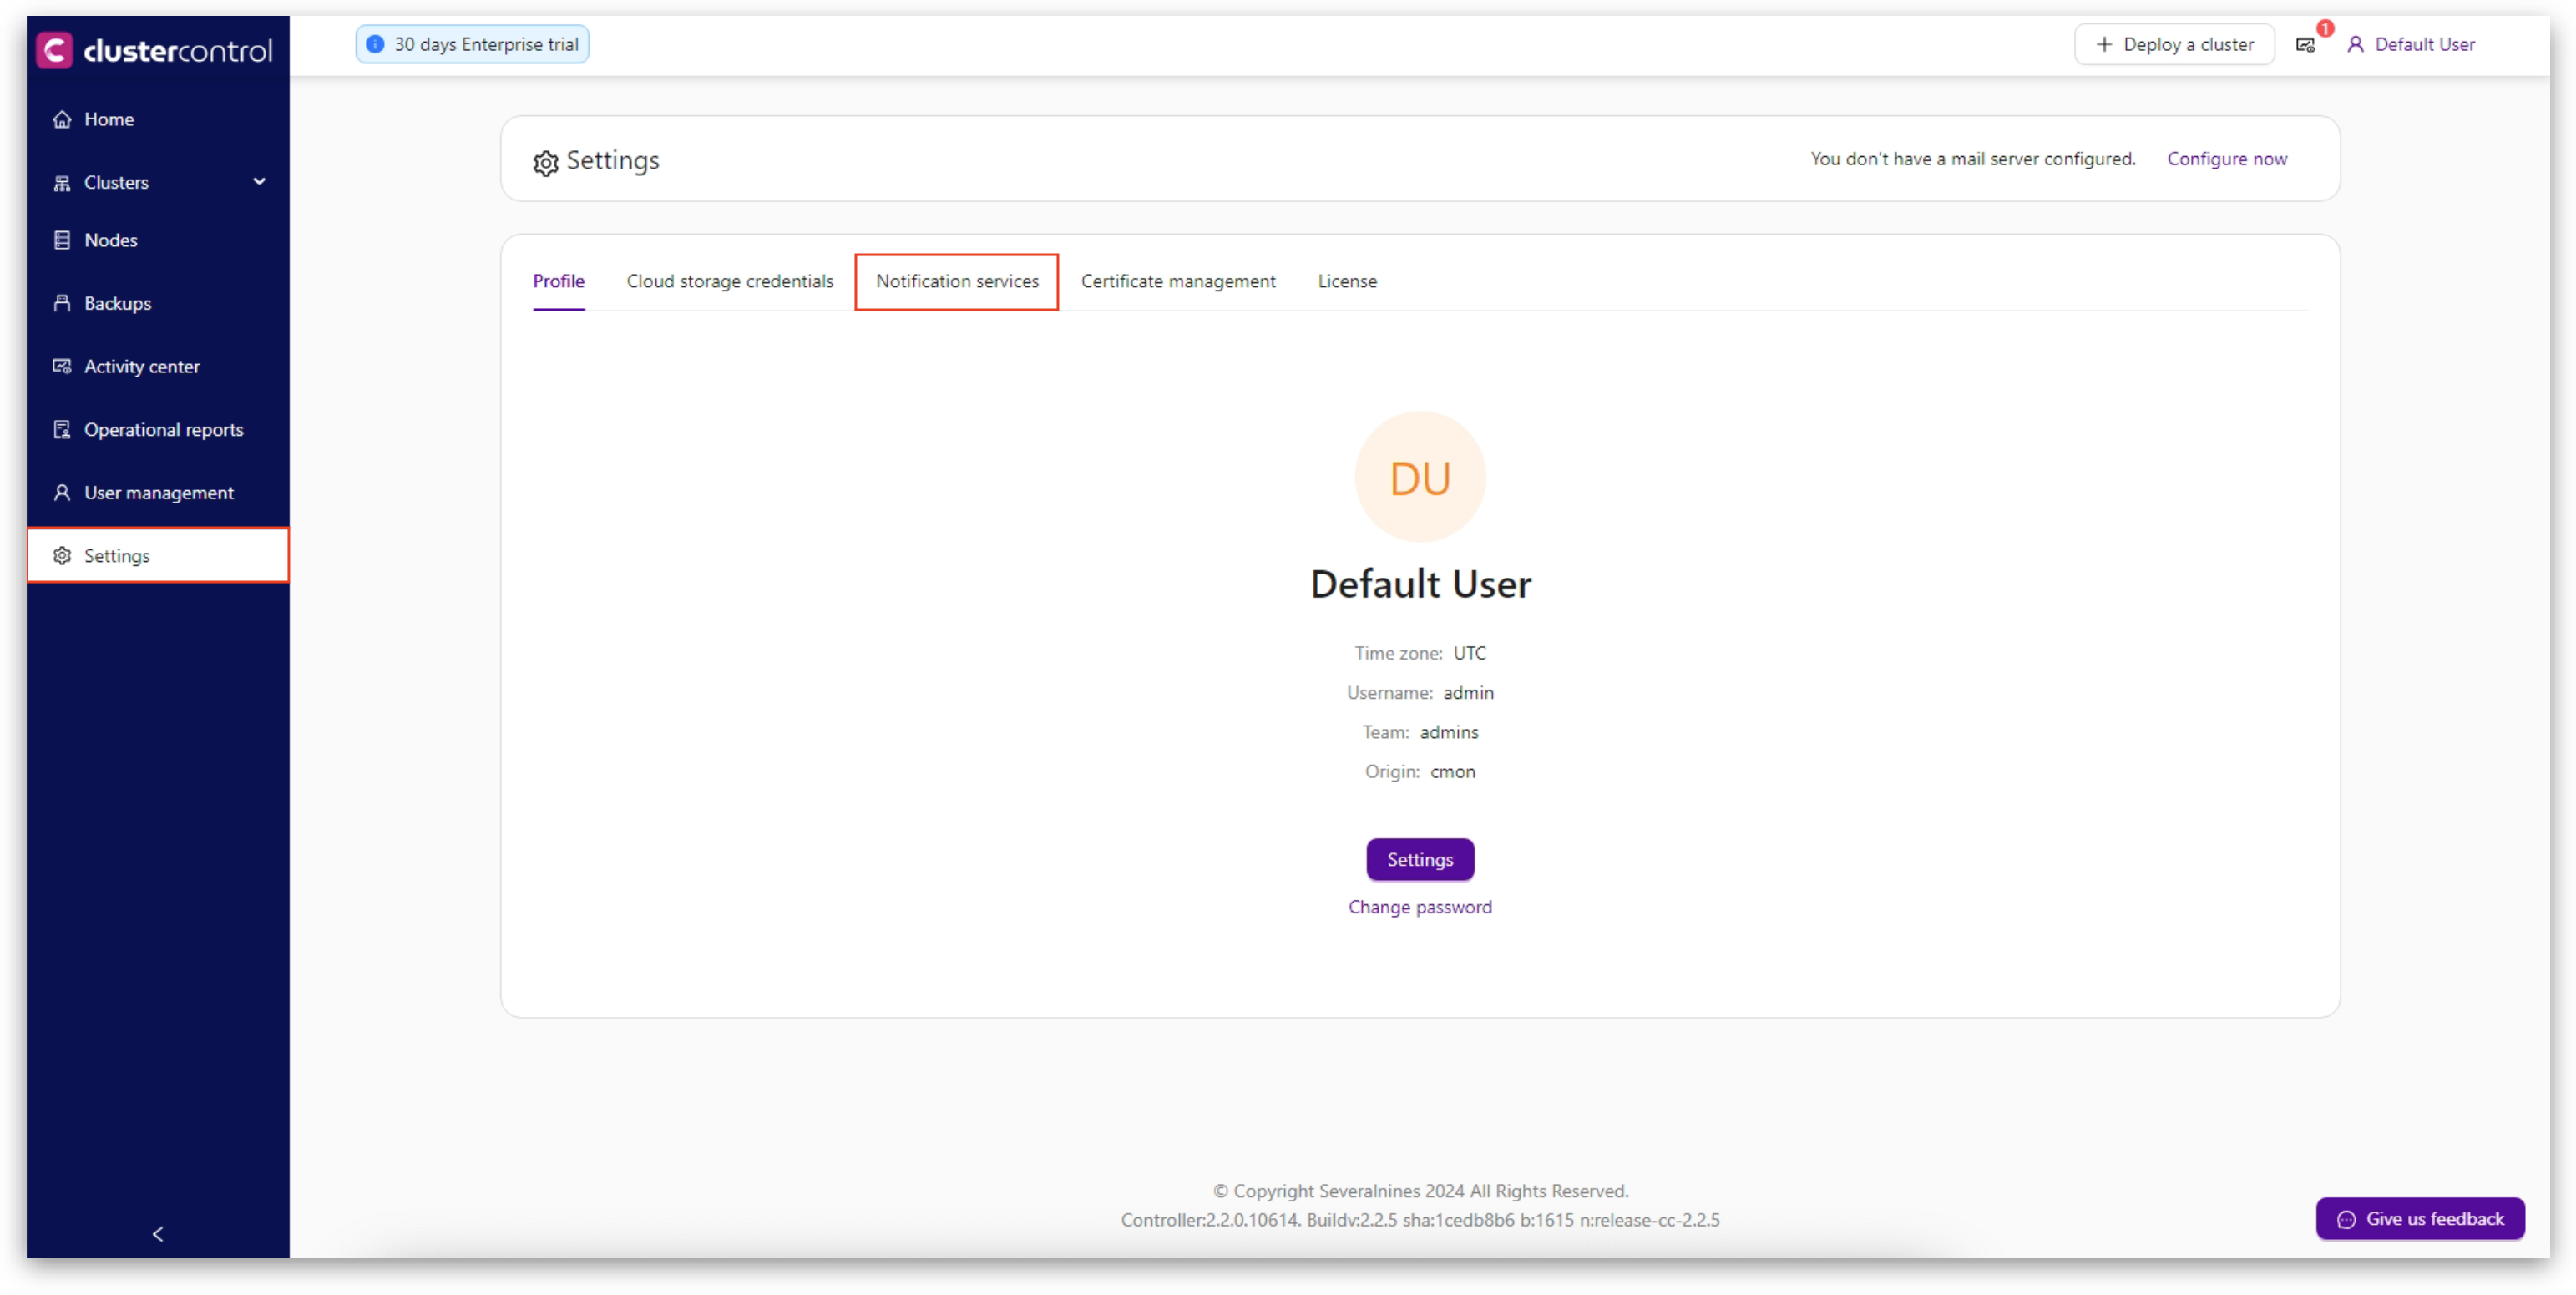 clustercontrol
30 days Enterprise trial
Deploy a cluster
1
Default User
Home
Clusters
Nodes
Backups
Activity center
Operational reports
User management
Settings
Settings
You don't have a mail server configured. Configure now
Profile Cloud storage credentials Notification services Certificate management License
DU
Default User
Time zone: UTC
Username: admin
Team: admins
Origin: cmon
Settings
Change password
© Copyright Severalnines 2024 All Rights Reserved.
Controller:2.2.0.10614. Buildv:2.2.5 sha:1cedb8b6 b:1615 n:release-cc-2.2.5
Give us feedback